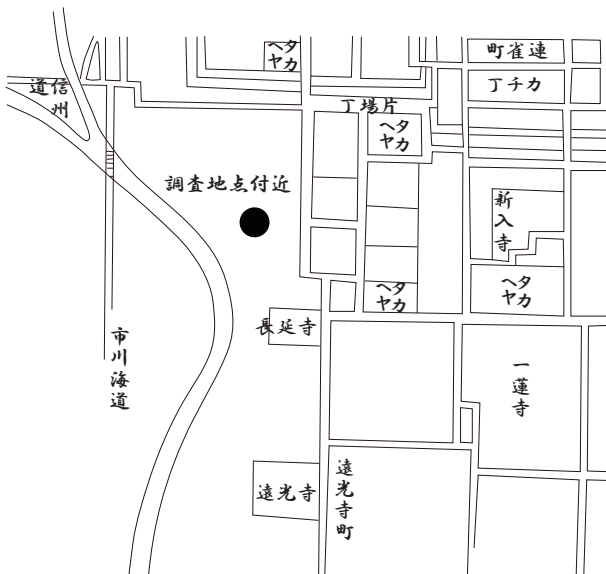 タカ
ヘヤ
連雀町
カチ丁
信州
道
片場丁
タカ
ヘヤ
調査地点付近
新入寺
タカ
ヘヤ
タカ
ヘヤ
長延寺
市川海道
一蓮寺
遠光寺
遠光寺町